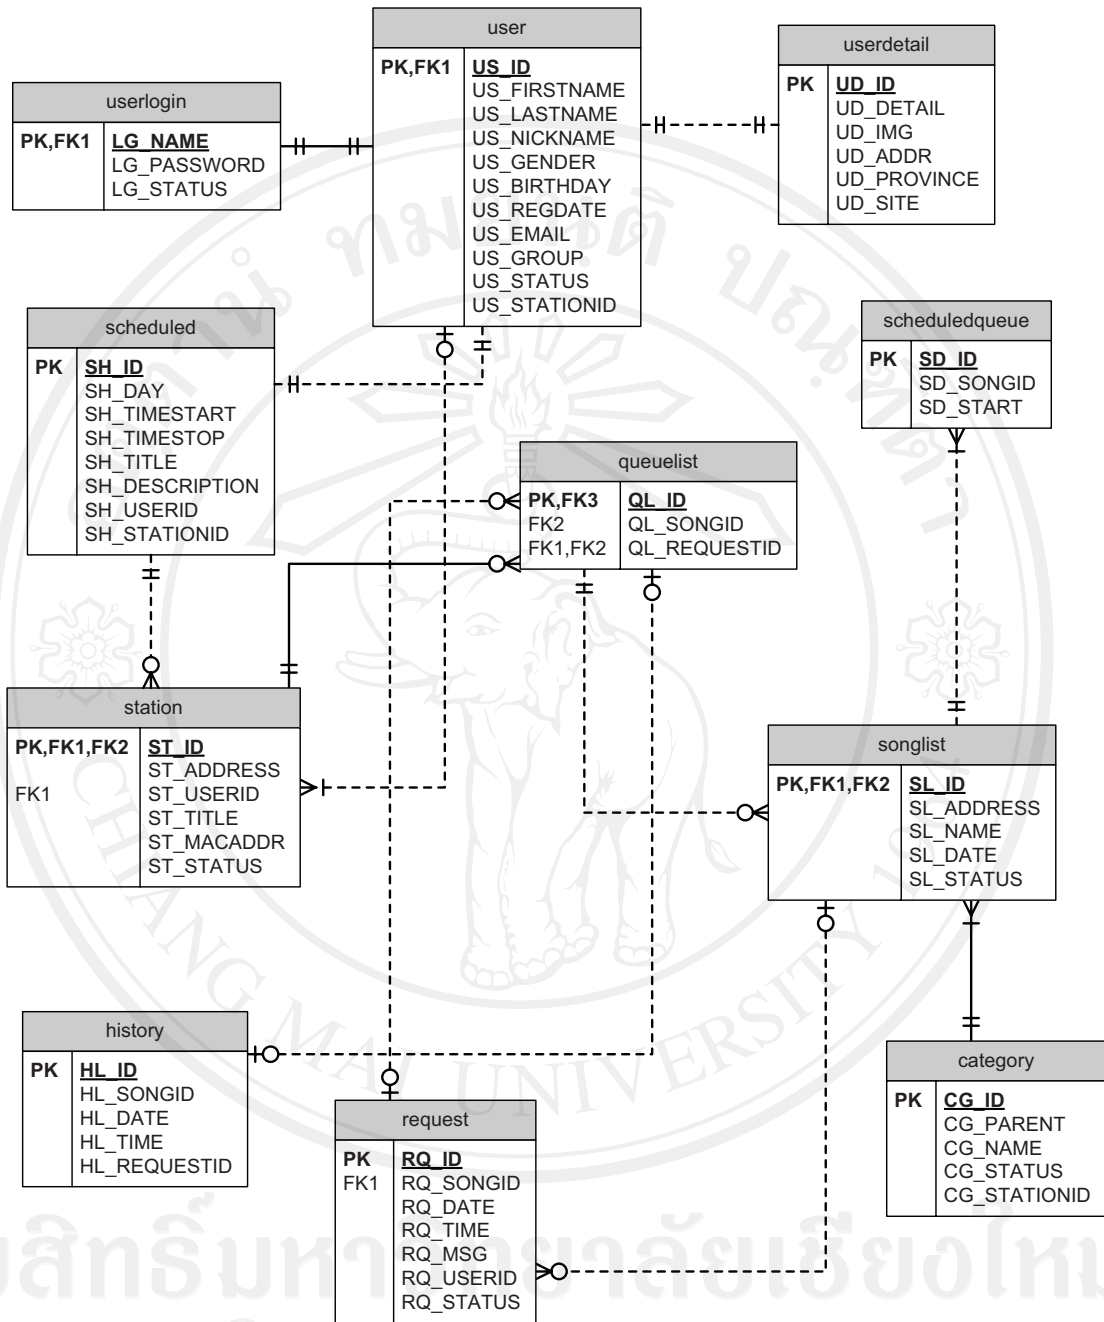 user
PK,FK1 US_ID
US_FIRSTNAME
US_LASTNAME
US_NICKNAME
US_GENDER
US_BIRTHDAY
US_REGDATE
US_EMAIL
US_GROUP
US_STATUS
US_STATIONID
userdetail
PK UD_ID
UD_DETAIL
UD_IMG
UD_ADDR
UD_PROVINCE
UD_SITE
userlogin
PK,FK1 LG_NAME
LG_PASSWORD
LG_STATUS
scheduled
PK SH_ID
SH_DAY
SH_TIMESTART
SH_TIMESTOP
SH_TITLE
SH_DESCRIPTION
SH_USERID
SH_STATIONID
scheduledqueue
PK SD_ID
SD_SONGID
SD_START
queuelist
PK,FK3 QL_ID
FK2 QL_SONGID
FK1,FK2 QL_REQUESTID
station
PK,FK1,FK2 ST_ID
ST_ADDRESS
FK1 ST_USERID
ST_TITLE
ST_MACADDR
ST_STATUS
songlist
PK,FK1,FK2 SL_ID
SL_ADDRESS
SL_NAME
SL_DATE
SL_STATUS
history
PK HL_ID
HL_SONGID
HL_DATE
HL_TIME
HL_REQUESTID
category
PK CG_ID
CG_PARENT
CG_NAME
CG_STATUS
CG_STATIONID
request
PK RQ_ID
FK1 RQ_SONGID
RQ_DATE
RQ_TIME
RQ_MSG
RQ_USERID
RQ_STATUS
CHIANG MAI UNIVERSITY